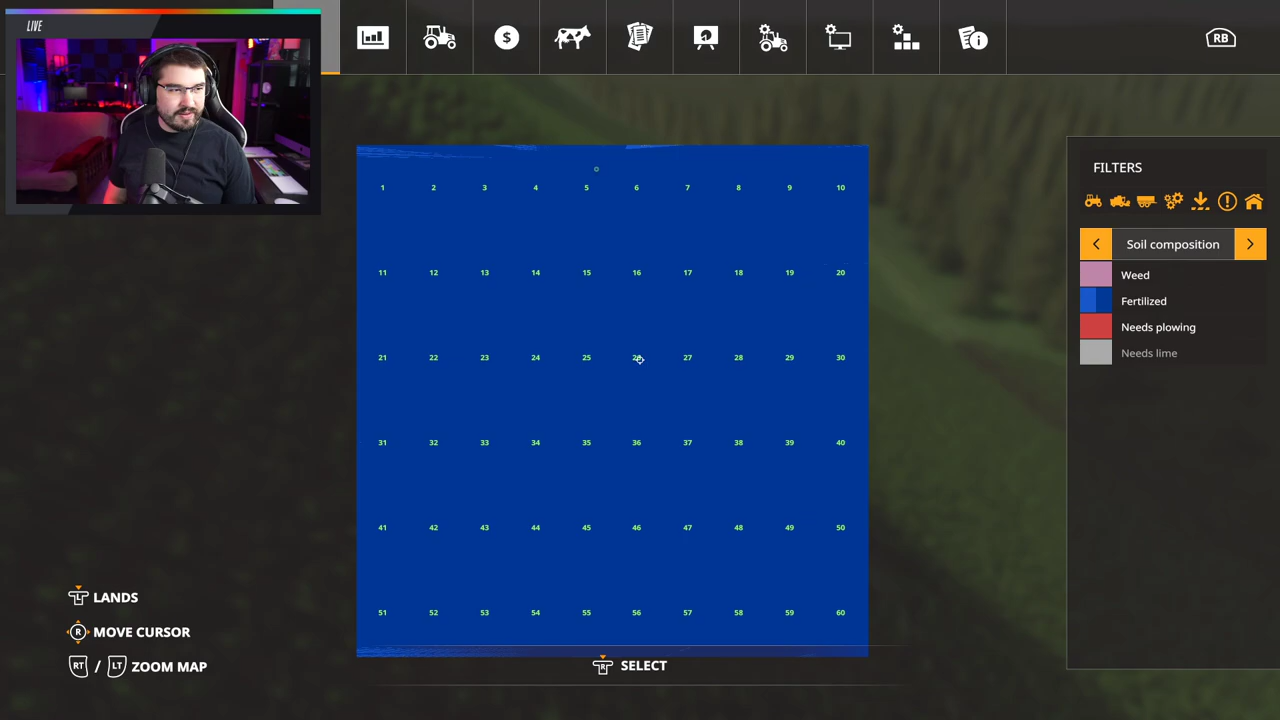 LIVE
RB
FILTERS
Soil composition
Weed
Fertilized
Needs plowing
Needs lime
1 2 3 4 5 6 7 8 9 10
11 12 13 14 15 16 17 18 19 20
21 22 23 24 25 26 27 28 29 30
31 32 33 34 35 36 37 38 39 40
41 42 43 44 45 46 47 48 49 50
51 52 53 54 55 56 57 58 59 60
L LANDS
R MOVE CURSOR
RT / LT ZOOM MAP
R SELECT